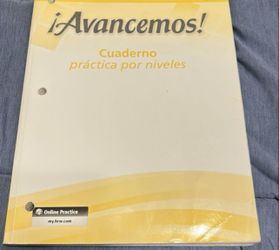 ¡Avancemos!
Cuaderno
práctica por niveles
Online Practice
my.hrw.com